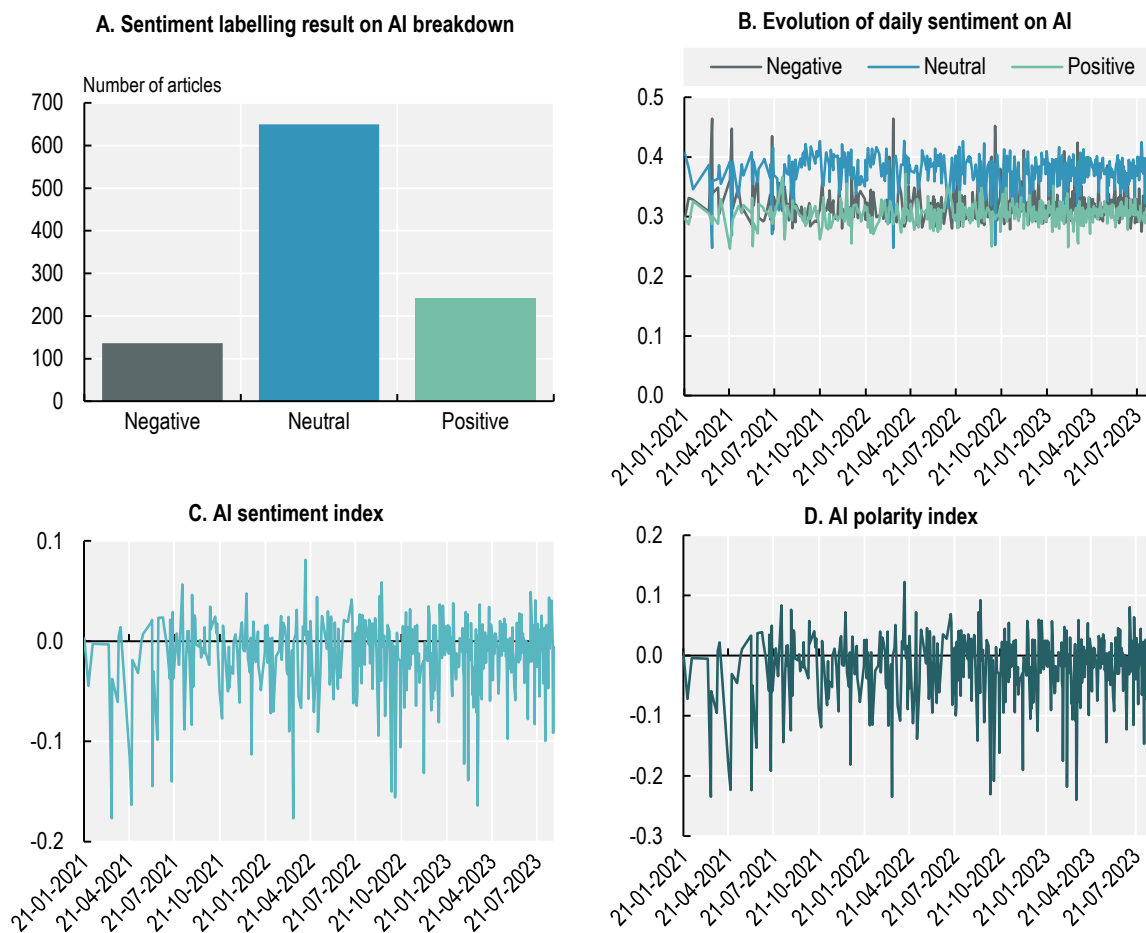 A. Sentiment labelling result on AI breakdown
Number of articles
700
600
500
400
300
200
100
0
Negative Neutral Positive
B. Evolution of daily sentiment on AI
Negative Neutral Positive
0.5
0.4
0.3
0.2
0.1
0.0
21-01-2021 21-04-2021 21-07-2021 21-10-2021 21-01-2022 21-04-2022 21-07-2022 21-10-2022 21-01-2023 21-04-2023 21-07-2023
C. AI sentiment index
0.1
0.0
-0.1
-0.2
21-01-2021 21-04-2021 21-07-2021 21-10-2021 21-01-2022 21-04-2022 21-07-2022 21-10-2022 21-01-2023 21-04-2023 21-07-2023
D. AI polarity index
0.2
0.1
0.0
-0.1
-0.2
-0.3
21-01-2021 21-04-2021 21-07-2021 21-10-2021 21-01-2022 21-04-2022 21-07-2022 21-10-2022 21-01-2023 21-04-2023 21-07-2023